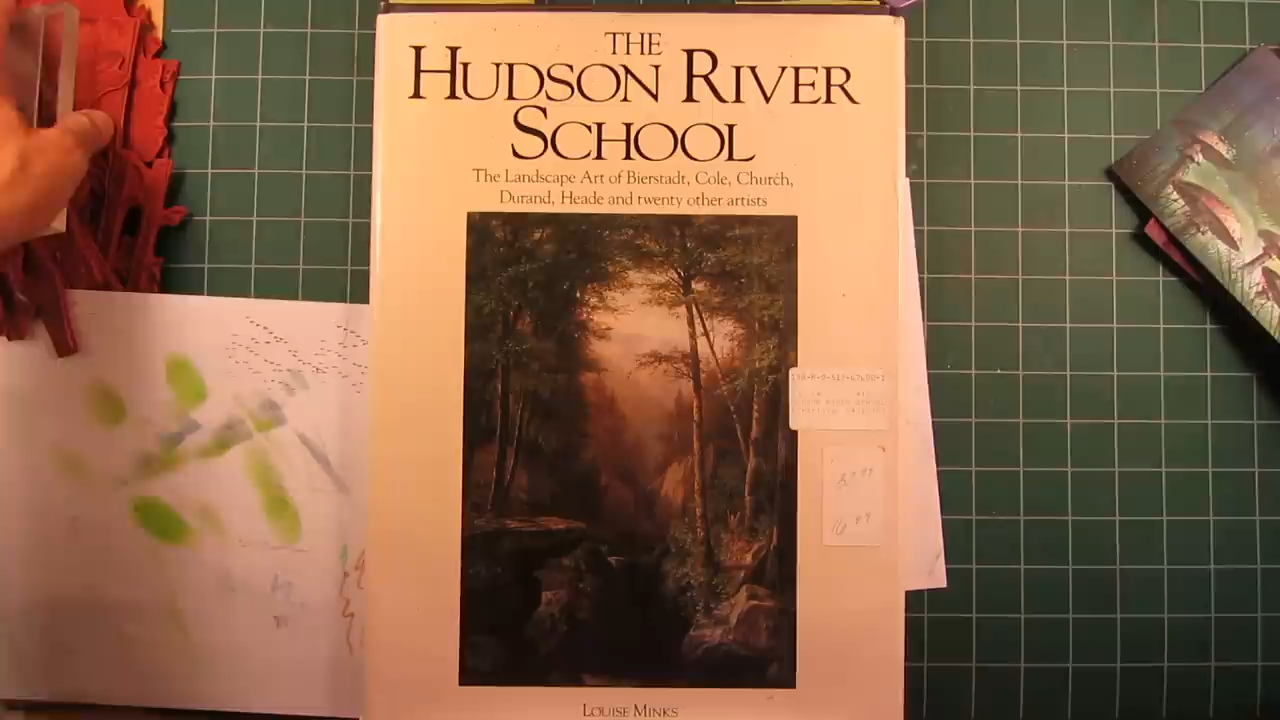 THE
HUDSON RIVER
SCHOOL
The Landscape Art of Bierstadt, Cole, Church,
Durand, Heade and twenty other artists
LOUISE MINKS